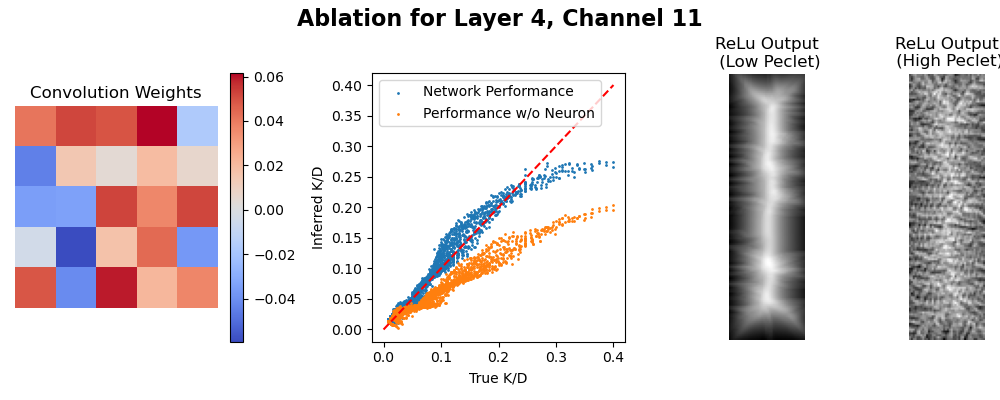 Ablation for Layer 4, Channel 11
Convolution Weights
0.06
0.04
0.02
0.00
−0.02
−0.04
Network Performance
Performance w/o Neuron
Inferred K/D
0.40
0.35
0.30
0.25
0.20
0.15
0.10
0.05
0.00
0.0 0.1 0.2 0.3 0.4
True K/D
ReLu Output
(Low Peclet)
ReLu Output
(High Peclet)